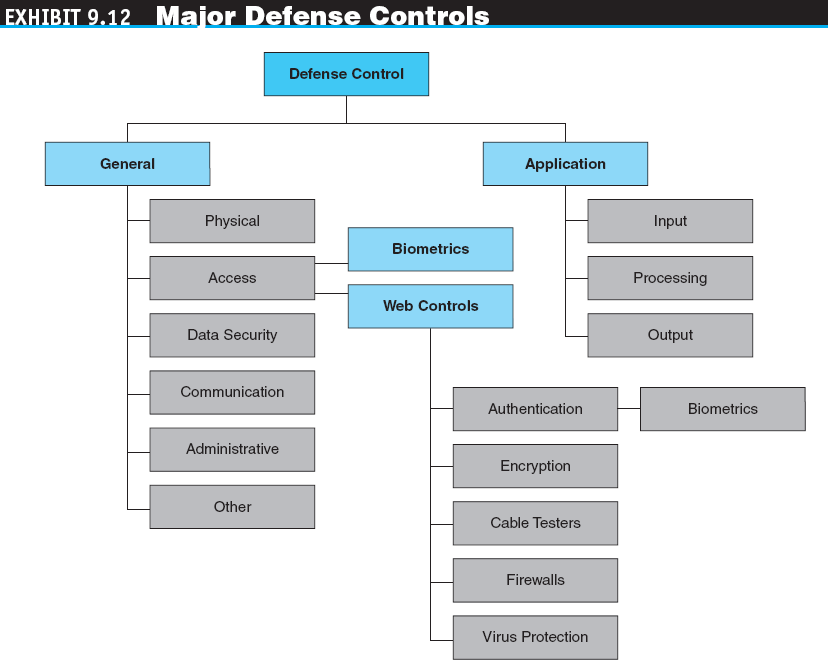 EXHIBIT 9.12 Major Defense Controls
Defense Control
General
Application
Physical
Access
Data Security
Communication
Administrative
Other
Biometrics
Web Controls
Input
Processing
Output
Authentication
Biometrics
Encryption
Cable Testers
Firewalls
Virus Protection